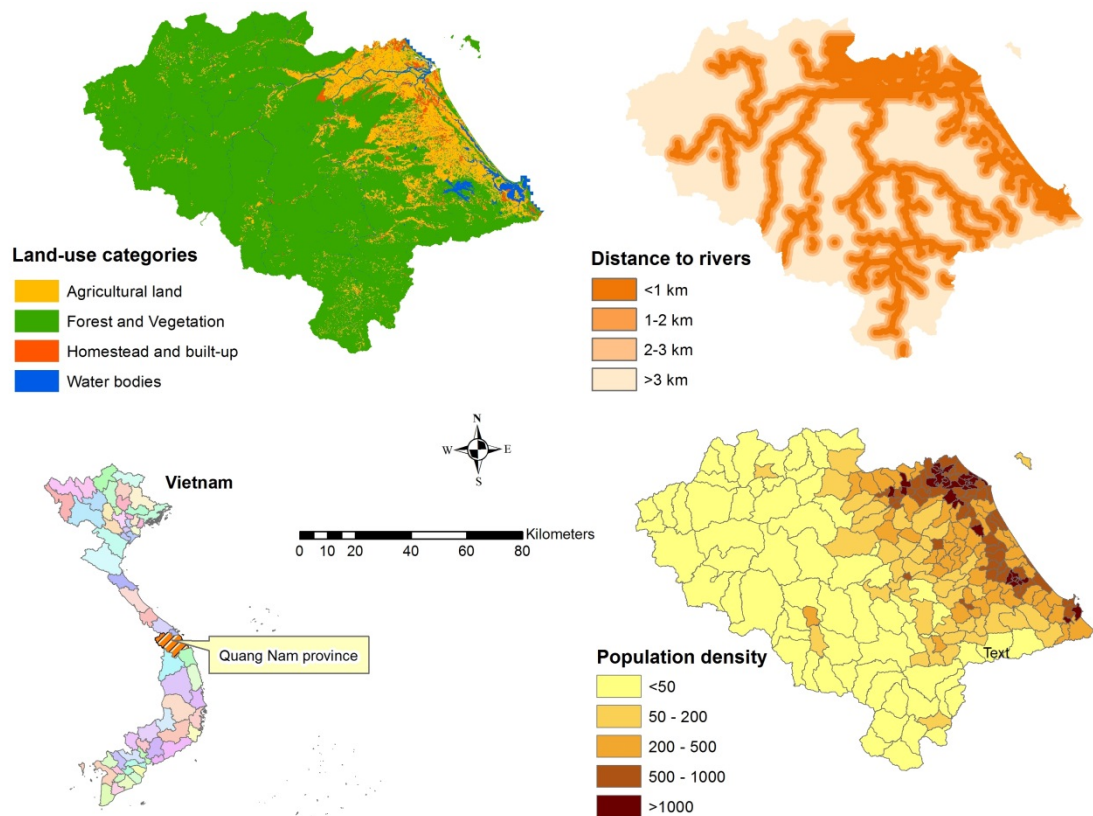 Land-use categories
Agricultural land
Forest and Vegetation
Homestead and built-up
Water bodies
Distance to rivers
<1 km
1-2 km
2-3 km
>3 km
Vietnam
Quang Nam province
N
W E
S
Kilometers
0 10 20 40 60 80
Text
Population density
<50
50 - 200
200 - 500
500 - 1000
>1000